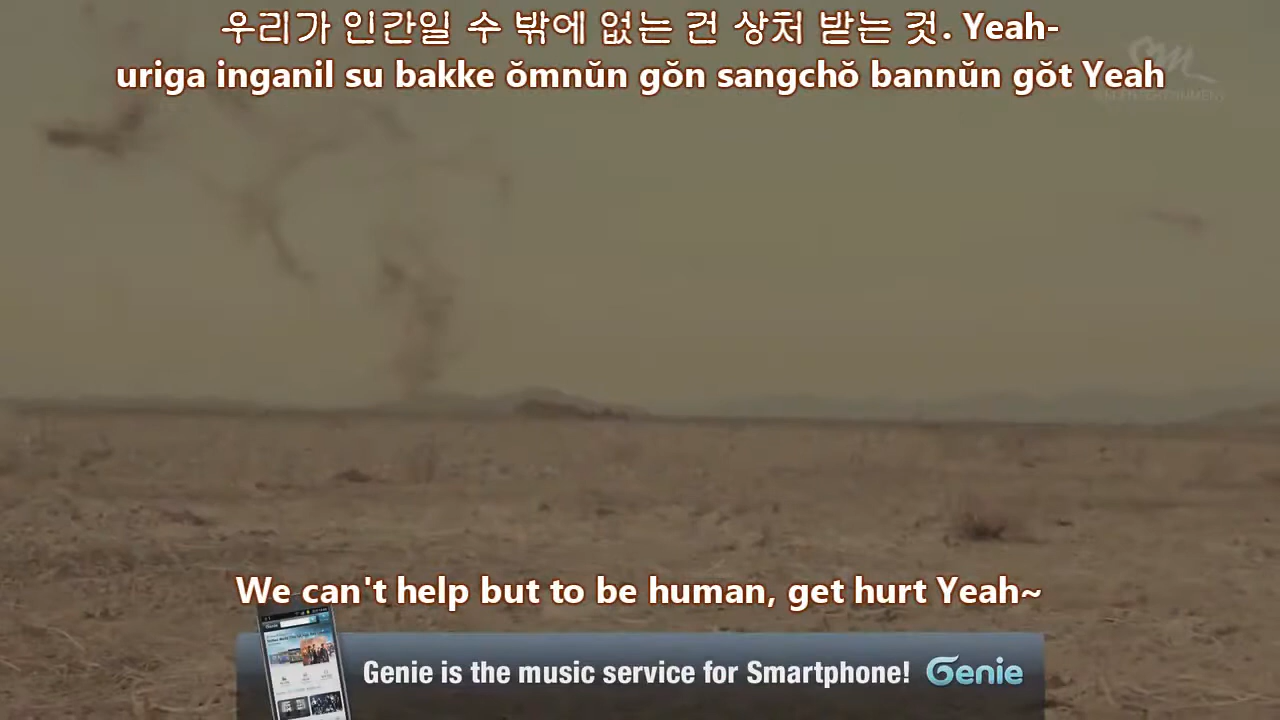 우리가 인간일 수 밖에 없는 건 상처 받는 것. Yeah-
uriga inganil su bakke ŏmnŭn gŏn sangchŏ bannŭn gŏt Yeah
SM
ENTERTAINMENT
We can't help but to be human, get hurt Yeah~
Genie is the music service for Smartphone! Genie